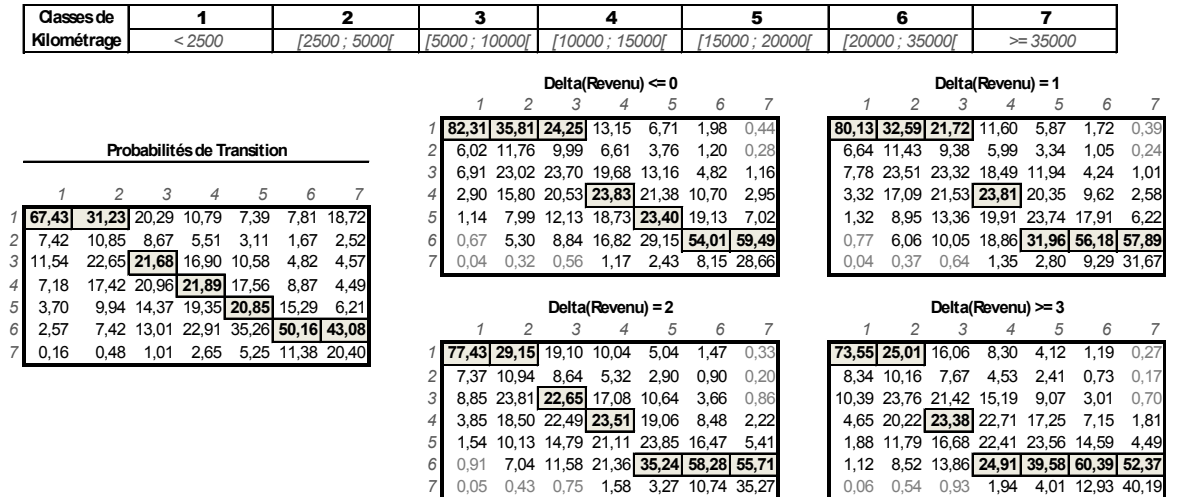 Classes de Kilométrage 1 2 3 4 5 6 7
< 2500 [2500 ; 5000[ [5000 ; 10000[ [10000 ; 15000[ [15000 ; 20000[ [20000 ; 35000[ >= 35000
Probabilités de Transition
1 2 3 4 5 6 7
1 67,43 31,23 20,29 10,79 7,39 7,81 18,72
2 7,42 10,85 8,67 5,51 3,11 1,67 2,52
3 11,54 22,65 21,68 16,90 10,58 4,82 4,57
4 7,18 17,42 20,96 21,89 17,56 8,87 4,49
5 3,70 9,94 14,37 19,35 20,85 15,29 6,21
6 2,57 7,42 13,01 22,91 35,26 50,16 43,08
7 0,16 0,48 1,01 2,65 5,25 11,38 20,40
Delta(Revenu) <= 0
1 2 3 4 5 6 7
1 82,31 35,81 24,25 13,15 6,71 1,98 0,44
2 6,02 11,76 9,99 6,61 3,76 1,20 0,28
3 6,91 23,02 23,70 19,68 13,16 4,82 1,16
4 2,90 15,80 20,53 23,83 21,38 10,70 2,95
5 1,14 7,99 12,13 18,73 23,40 19,13 7,02
6 0,67 5,30 8,84 16,82 29,15 54,01 59,49
7 0,04 0,32 0,56 1,17 2,43 8,15 28,66
Delta(Revenu) = 1
1 2 3 4 5 6 7
1 80,13 32,59 21,72 11,60 5,87 1,72 0,39
2 6,64 11,43 9,38 5,99 3,34 1,05 0,24
3 7,78 23,51 23,32 18,49 11,94 4,24 1,01
4 3,32 17,09 21,53 23,81 20,35 9,62 2,58
5 1,32 8,95 13,36 19,91 23,74 17,91 6,22
6 0,77 6,06 10,05 18,86 31,96 56,18 57,89
7 0,04 0,37 0,64 1,35 2,80 9,29 31,67
Delta(Revenu) = 2
1 2 3 4 5 6 7
1 77,43 29,15 19,10 10,04 5,04 1,47 0,33
2 7,37 10,94 8,64 5,32 2,90 0,90 0,20
3 8,85 23,81 22,65 17,08 10,64 3,66 0,86
4 3,85 18,50 22,49 23,51 19,06 8,48 2,22
5 1,54 10,13 14,79 21,11 23,85 16,47 5,41
6 0,91 7,04 11,58 21,36 35,24 58,28 55,71
7 0,05 0,43 0,75 1,58 3,27 10,74 35,27
Delta(Revenu) >= 3
1 2 3 4 5 6 7
1 73,55 25,01 16,06 8,30 4,12 1,19 0,27
2 8,34 10,16 7,67 4,53 2,41 0,73 0,17
3 10,39 23,76 21,42 15,19 9,07 3,01 0,70
4 4,65 20,22 23,38 22,71 17,25 7,15 1,81
5 1,88 11,79 16,68 22,41 23,56 14,59 4,49
6 1,12 8,52 13,86 24,91 39,58 60,39 52,37
7 0,06 0,54 0,93 1,94 4,01 12,93 40,19